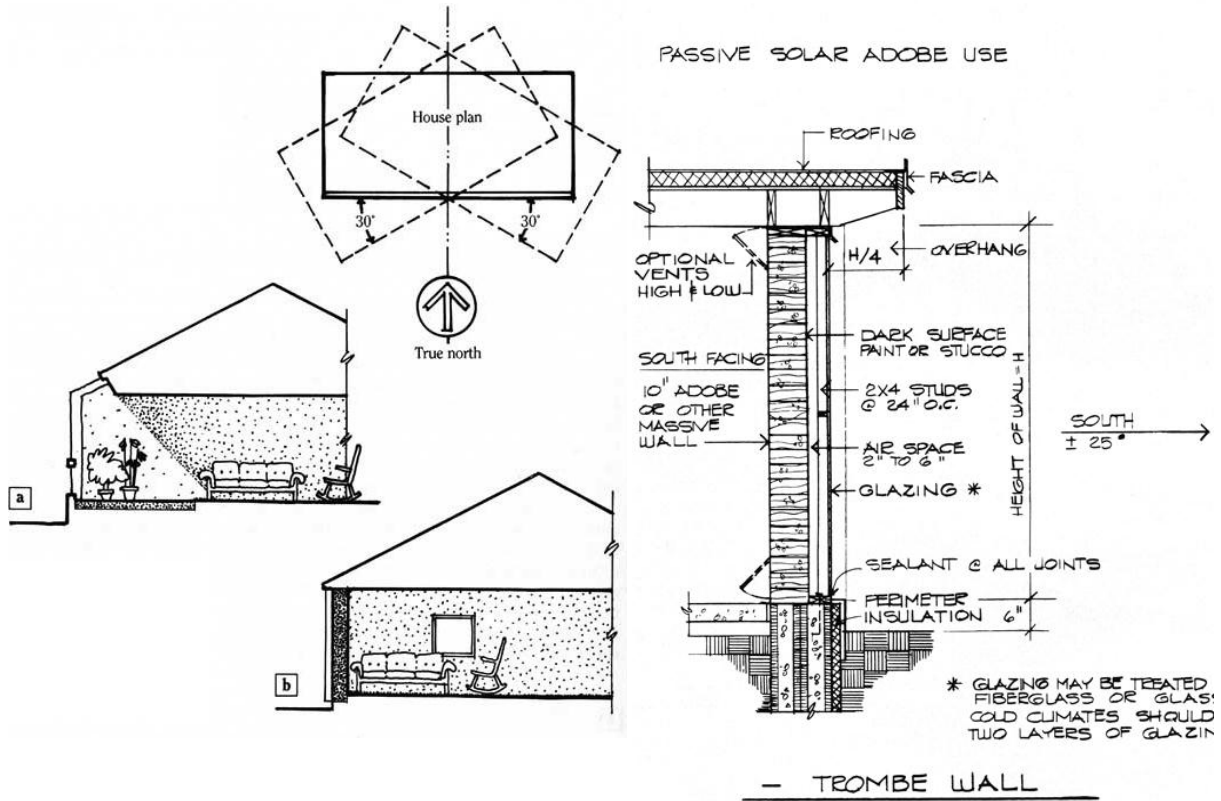 House plan
30°
30°
True north
a
b
PASSIVE SOLAR ADOBE USE
ROOFING
FASCIA
OVERHANG
H/4
OPTIONAL
VENTS
HIGH & LOW
DARK SURFACE
PAINT OR STUCCO
SOUTH FACING
10" ADOBE
OR OTHER
MASSIVE
WALL
2X4 STUDS
@ 24" O.C.
AIR SPACE
2" TO 6"
GLAZING *
HEIGHT OF WALL = H
SOUTH
± 25°
SEALANT @ ALL JOINTS
PERIMETER
INSULATION 6"
* GLAZING MAY BE TREATED
FIBERGLASS OR GLASS
COLD CLIMATES SHOULD
TWO LAYERS OF GLAZIN
- TROMBE WALL